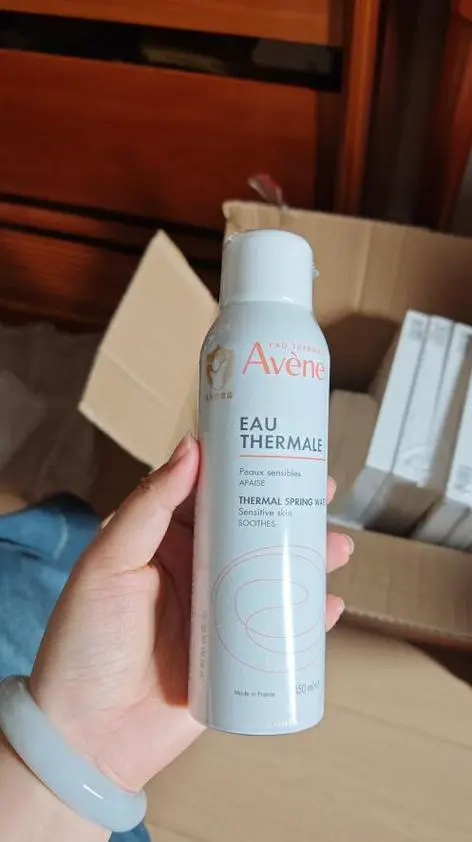 EAU THERMALE
Avène
EAU
THERMALE
Peaux sensibles
APAISE
THERMAL SPRING WAT
Sensitive skin
SOOTHES
Made in France
150 ml e